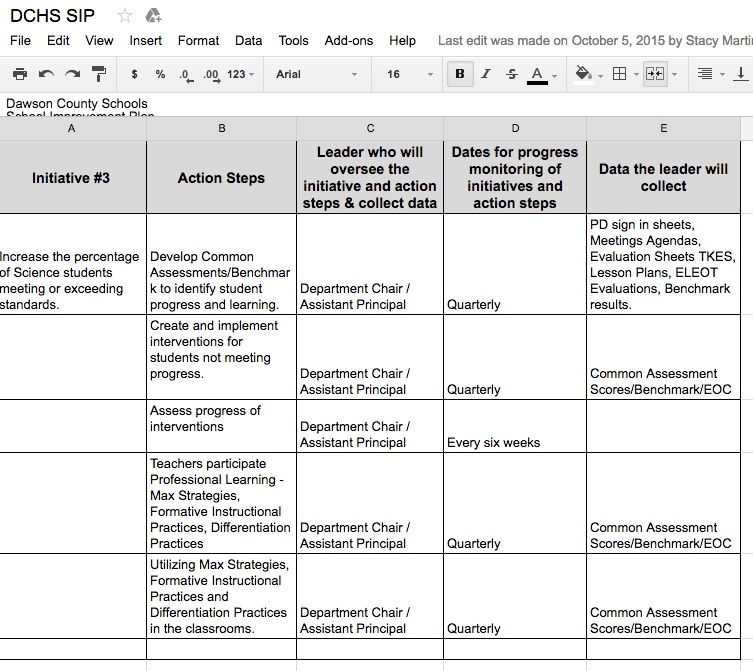 DCHS SIP
File Edit View Insert Format Data Tools Add-ons Help Last edit was made on October 5, 2015 by Stacy
$ % .0 .00 123 Arial 16 B I S A
Dawson County Schools
School Improvement Plan
A B C D E
Initiative #3
Action Steps
Leader who will
oversee the
initiative and action
steps & collect data
Dates for progress
monitoring of
initiatives and
action steps
Data the leader will
collect
Increase the percentage
of Science students
meeting or exceeding
standards.
Develop Common
Assessments/Benchmar
k to identify student
progress and learning.
Department Chair /
Assistant Principal
Quarterly
PD sign in sheets,
Meetings Agendas,
Evaluation Sheets TKES,
Lesson Plans, ELEOT
Evaluations, Benchmark
results.
Create and implement
interventions for
students not meeting
progress.
Department Chair /
Assistant Principal
Quarterly
Common Assessment
Scores/Benchmark/EOC
Assess progress of
interventions
Department Chair /
Assistant Principal
Every six weeks
Teachers participate
Professional Learning -
Max Strategies,
Formative Instructional
Practices, Differentiation
Practices
Department Chair /
Assistant Principal
Quarterly
Common Assessment
Scores/Benchmark/EOC
Utilizing Max Strategies,
Formative Instructional
Practices and
Differentiation Practices
in the classrooms.
Department Chair /
Assistant Principal
Quarterly
Common Assessment
Scores/Benchmark/EOC